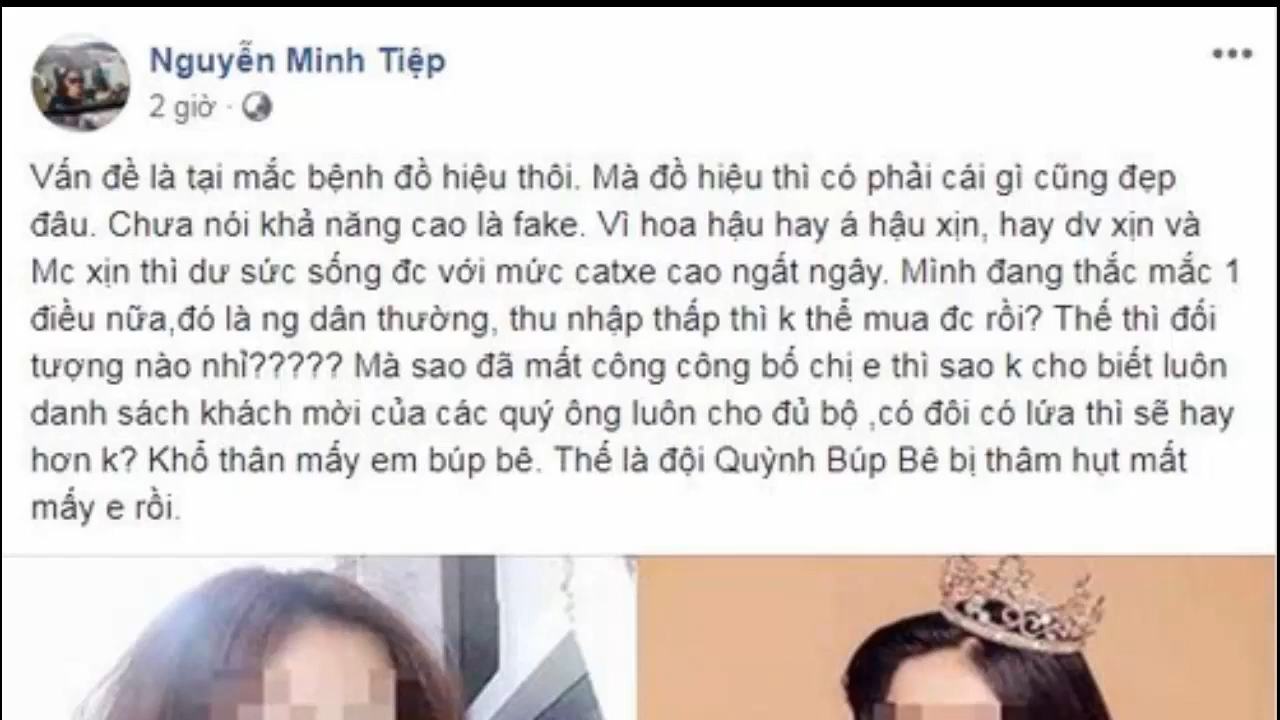 Nguyễn Minh Tiệp
2 giờ ·
Vấn đề là tại mắc bệnh đồ hiệu thôi. Mà đồ hiệu thì có phải cái gì cũng đẹp
đâu. Chưa nói khả năng cao là fake. Vì hoa hậu hay á hậu xịn, hay dv xịn và
Mc xịn thì dư sức sống đc với mức catxe cao ngất ngây. Mình đang thắc mắc 1
điều nữa,đó là ng dân thường, thu nhập thấp thì k thể mua đc rồi? Thế thì đối
tượng nào nhỉ????? Mà sao đã mất công công bố chị e thì sao k cho biết luôn
danh sách khách mời của các quý ông luôn cho đủ bộ ,có đôi có lứa thì sẽ hay
hơn k? Khổ thân mấy em búp bê. Thế là đội Quỳnh Búp Bê bị thâm hụt mất
mấy e rồi.